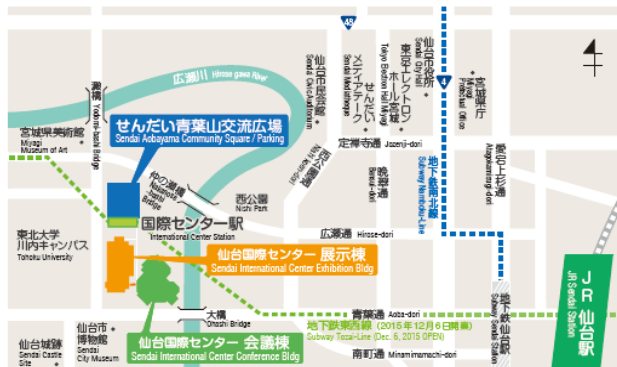 48
4
広瀬川 Hirose gawa River
澱橋
Yodomi-bashi Bridge
宮城県美術館
Miyagi
Museum of Art
せんだい青葉山交流広場
Sendai Aobayama Community Square / Parking
仙台市民会館
Sendai Civic Auditorium
せんだい
メディアテーク
Sendai Mediatheque
東京エレクトロン
ホール宮城
Tokyo Electron Hall Miyagi
仙台市役所
Sendai City Hall
宮城県庁
Miyagi
Prefectural Office
定禅寺通 Jozenji-dori
西公園通
Nishi Koen-dori
晩翠通
Bansui-dori
地下鉄南北線
Subway Namboku-Line
愛宕上杉通
Atagokamisugi-dori
仲の瀬橋
Nakanose-bashi
Bridge
西公園
Nishi Park
国際センター駅
International Center Station
広瀬通 Hirose-dori
東北大学
川内キャンパス
Tohoku University
仙台国際センター 展示棟
Sendai International Center Exhibition Bldg
大橋
Ohashi Bridge
青葉通 Aoba-dori
地下鉄東西線 (2015年12月6日開業)
Subway Tozai-Line (Dec. 6, 2015 OPEN)
地下鉄仙台駅
Subway Sendai Station
JR 仙台駅
JR Sendai Station
仙台市
博物館
Sendai
City Museum
仙台城跡
Sendai Castle
Site
仙台国際センター 会議棟
Sendai International Center Conference Bldg
南町通 Minamimachi-dori